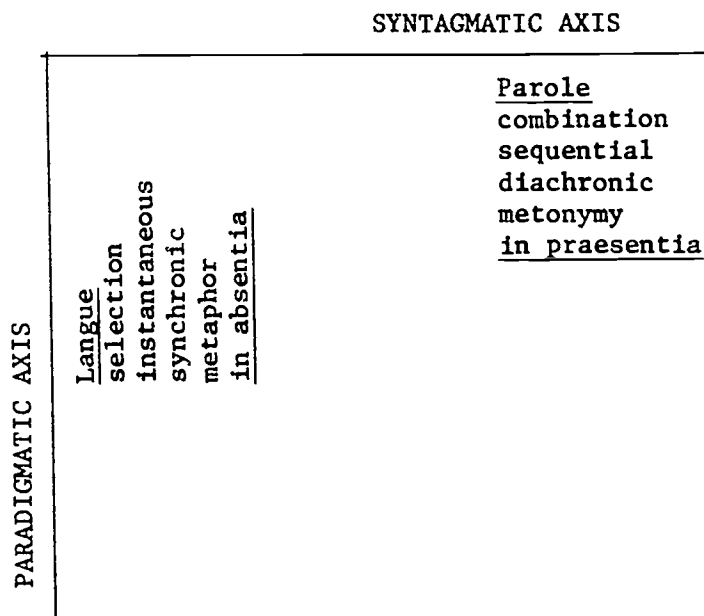 SYNTAGMATIC AXIS
Parole
combination
sequential
diachronic
metonymy
in praesentia
PARADIGMATIC AXIS
Langue
selection
instantaneous
synchronic
metaphor
in absentia